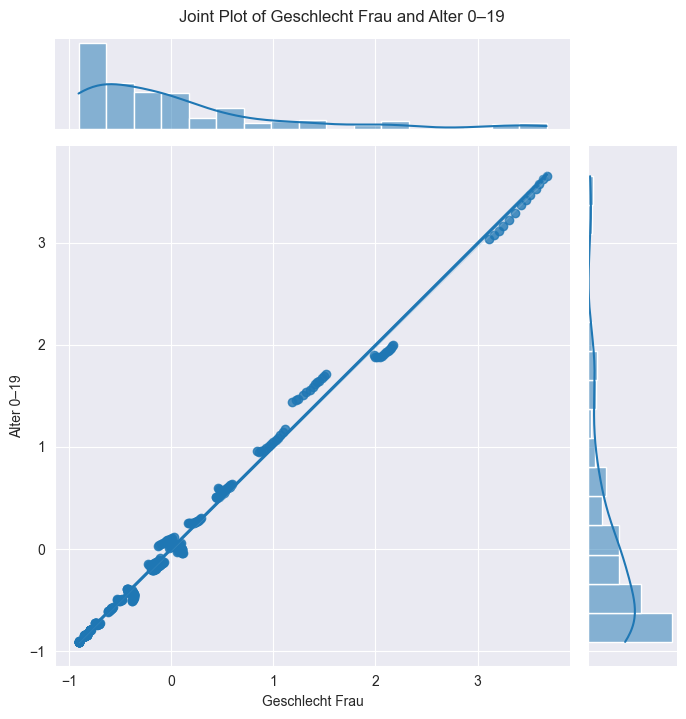 Joint Plot of Geschlecht Frau and Alter 0–19
3
2
1
0
−1
Alter 0–19
−1 0 1 2 3
Geschlecht Frau